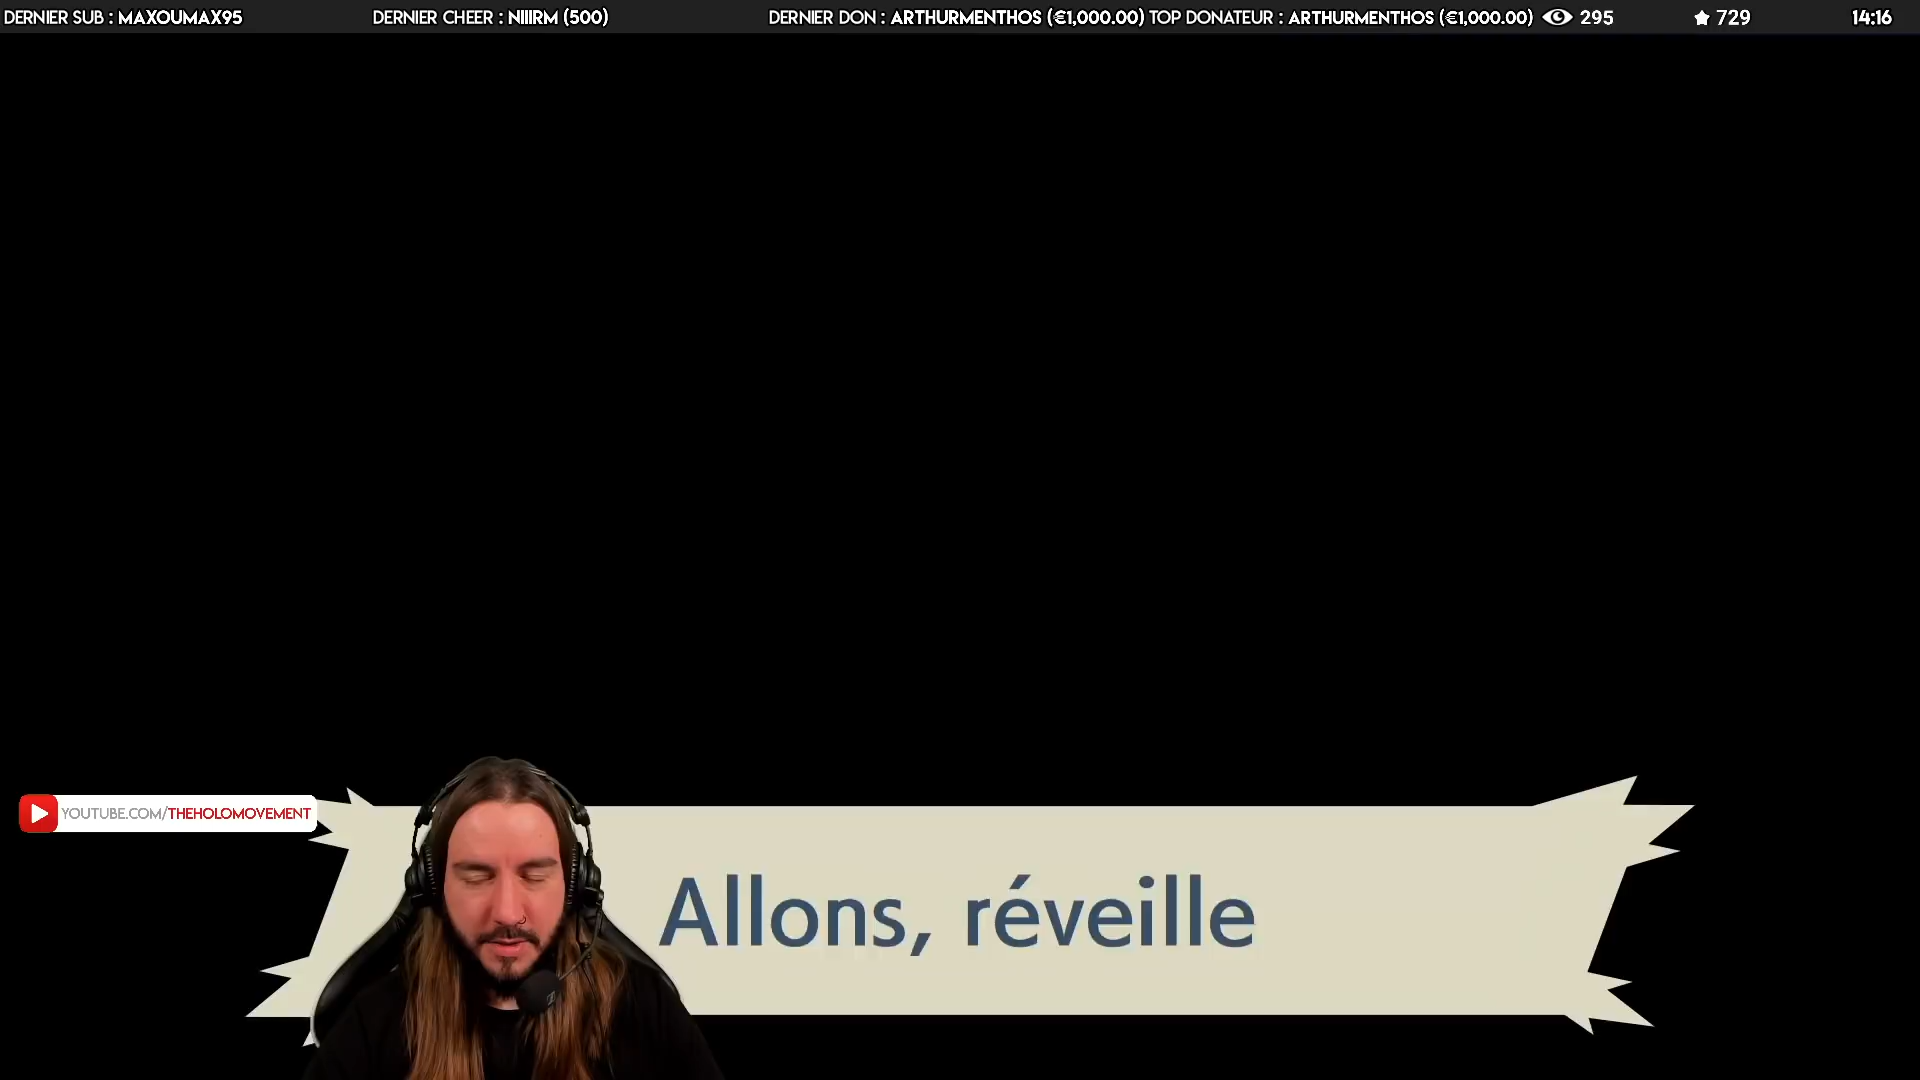 DERNIER SUB : MAXOUMAX95 DERNIER CHEER : NIIIRM (500) DERNIER DON : ARTHURMENTHOS (€1,000.00) TOP DONATEUR : ARTHURMENTHOS (€1,000.00) 295 729 14:16
YOUTUBE.COM/THEHOLOMOVEMENT
Allons, réveille